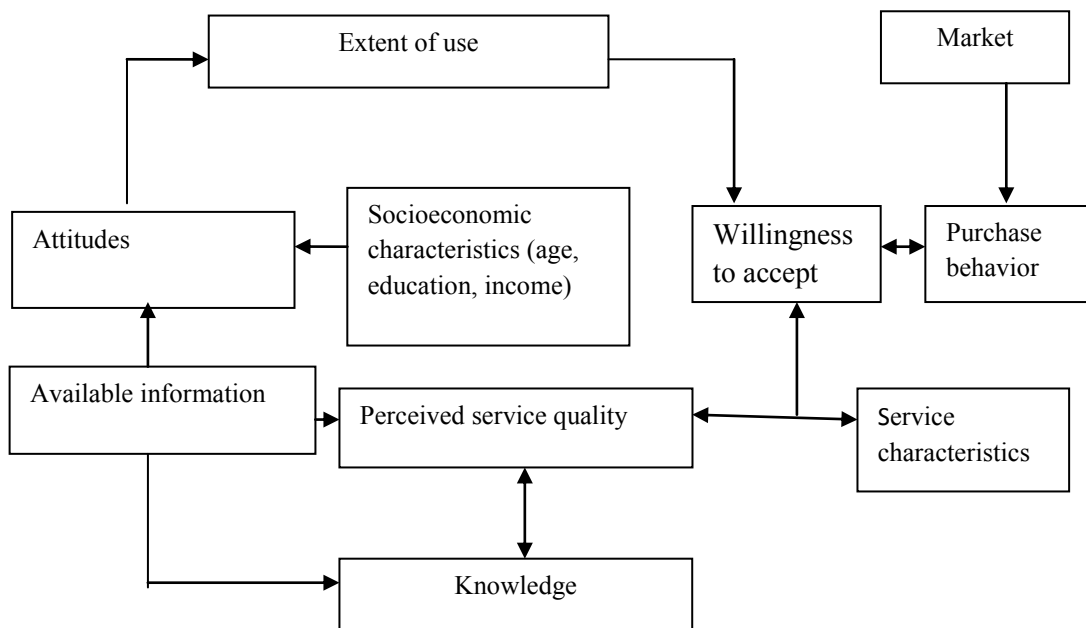 Extent of use
Market
Attitudes
Socioeconomic
characteristics (age,
education, income)
Willingness
to accept
Purchase
behavior
Available information
Perceived service quality
Service
characteristics
Knowledge